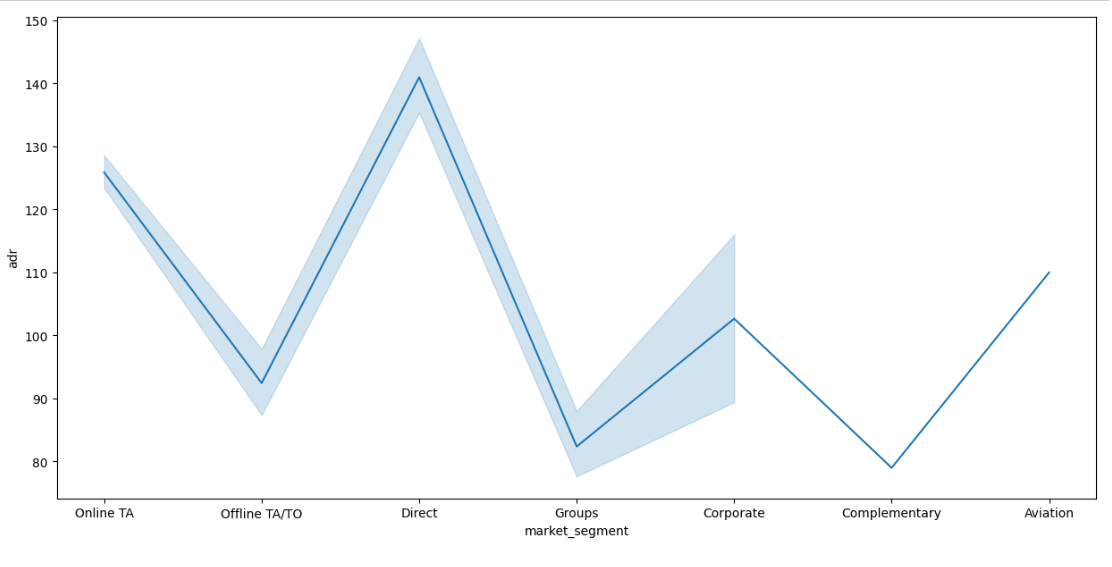 150
140
130
120
110
100
90
80
adr
Online TA Offline TA/TO Direct Groups Corporate Complementary Aviation
market_segment